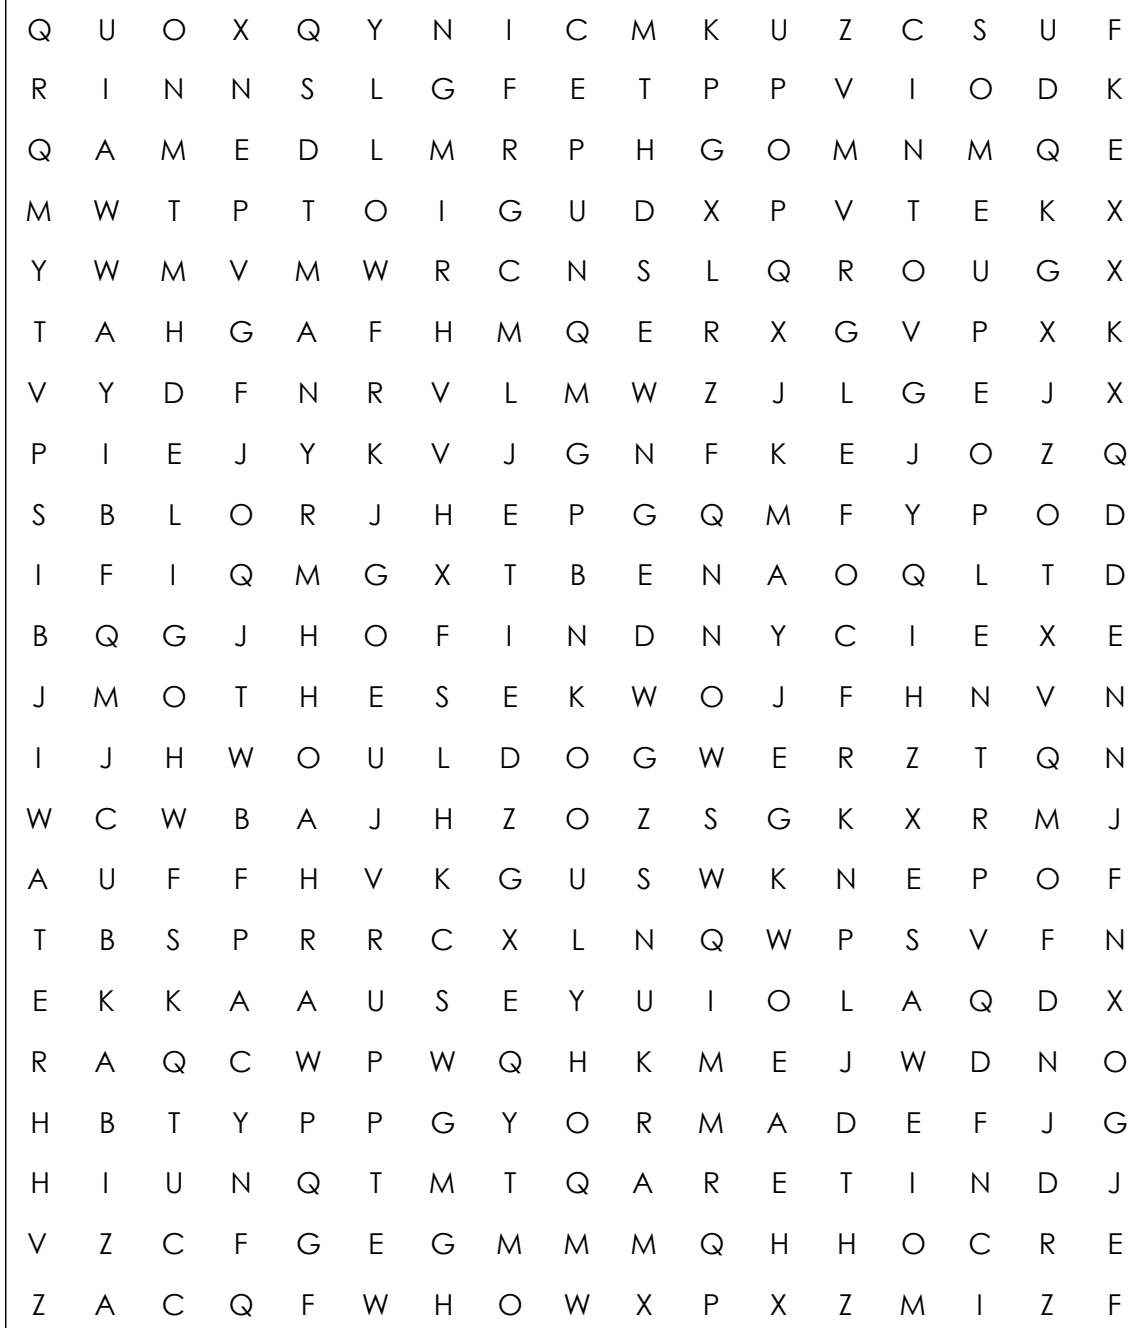 Q U O X Q Y N I C M K U Z C S U F
R I N N S L G F E T P P V I O D K
Q A M E D L M R P H G O M N M Q E
M W T P T O I G U D X P V T E K X
Y W M V M W R C N S L Q R O U G X
T A H G A F H M Q E R X G V P X K
V Y D F N R V L M W Z J L G E J X
P I E J Y K V J G N F K E J O Z Q
S B L O R J H E P G Q M F Y P O D
I F I Q M G X T B E N A O Q L T D
B Q G J H O F I N D N Y C I E X E
J M O T H E S E K W O J F H N V N
I J H W O U L D O G W E R Z T Q N
W C W B A J H Z O Z S G K X R M J
A U F F H V K G U S W K N E P O F
T B S P R R C X L N Q W P S V F N
E K K A A U S E Y U I O L A Q D X
R A Q C W P W Q H K M E J W D N O
H B T Y P P G Y O R M A D E F J G
H I U N Q T M T Q A R E T I N D J
V Z C F G E G M M M Q H H O C R E
Z A C Q F W H O W X P X Z M I Z F